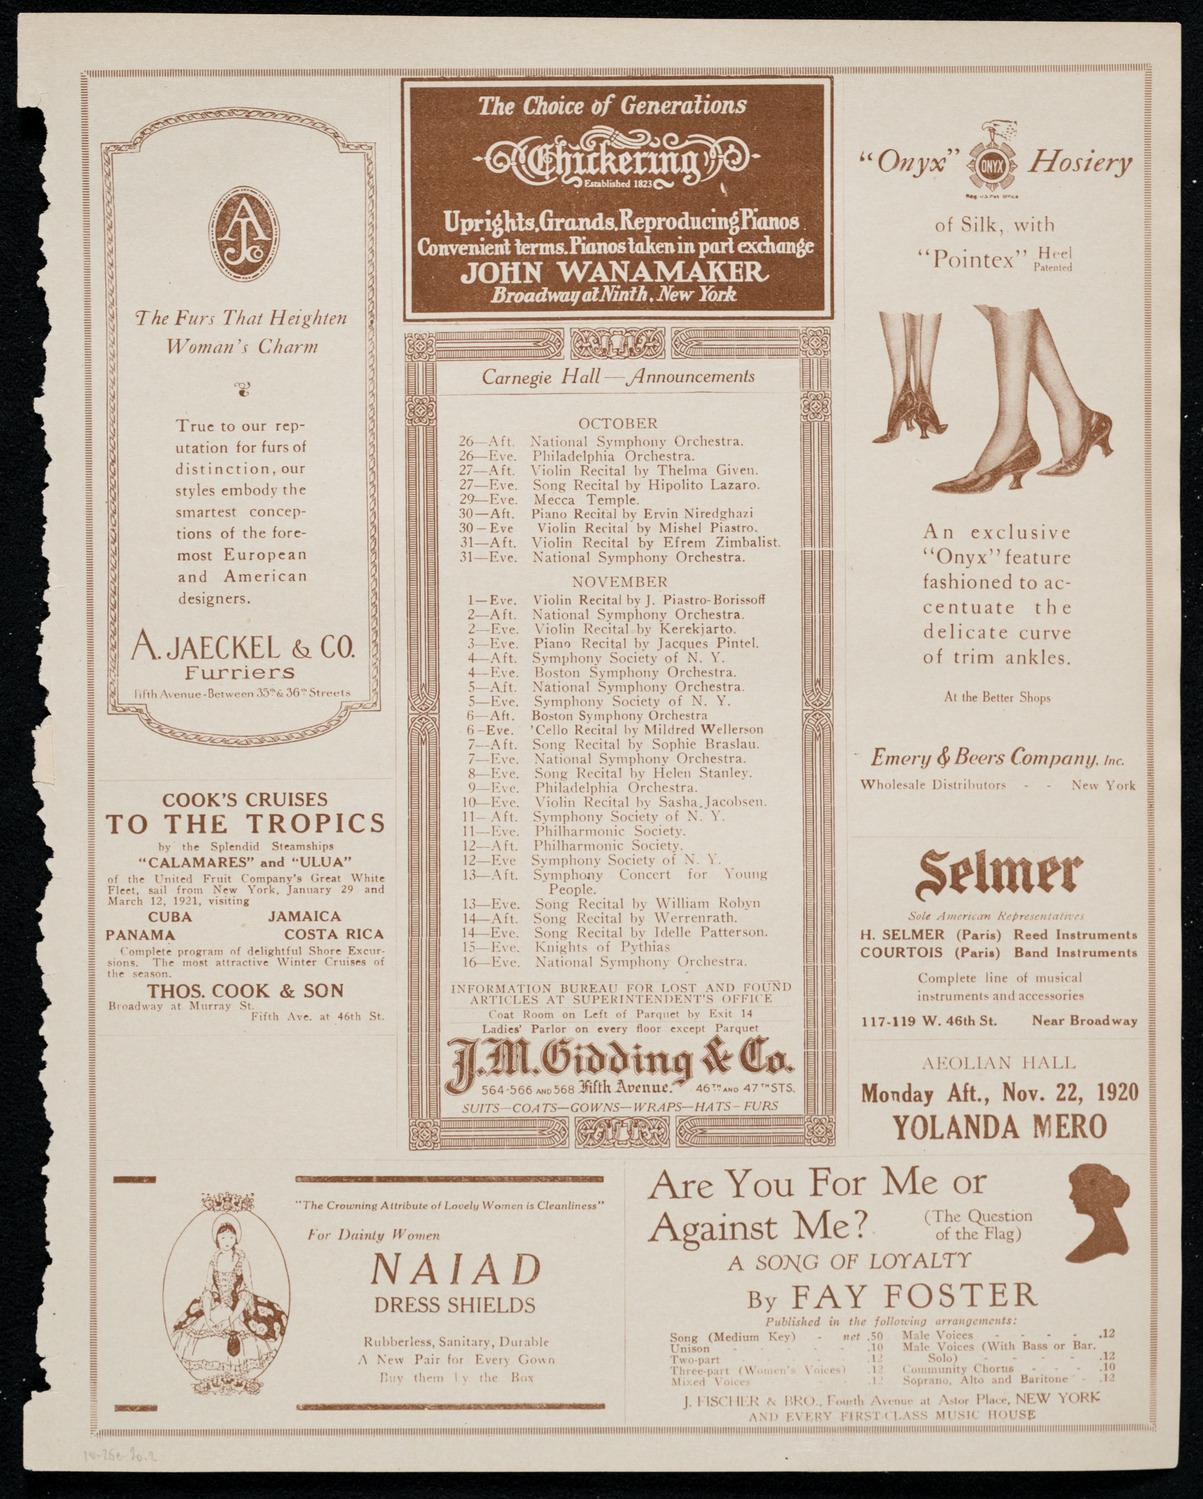 AJCo
The Furs That Heighten
Woman's Charm
True to our rep-
utation for furs of
distinction, our
styles embody the
smartest concep-
tions of the fore-
most European
and American
designers.
A. JAECKEL & CO.
Furriers
Fifth Avenue-Between 35th & 36th Streets
COOK'S CRUISES
TO THE TROPICS
by the Splendid Steamships
"CALAMARES" and "ULUA"
of the United Fruit Company's Great White
Fleet, sail from New York, January 29 and
March 12, 1921, visiting
CUBA JAMAICA
PANAMA COSTA RICA
Complete program of delightful Shore Excur-
sions. The most attractive Winter Cruises of
the season.
THOS. COOK & SON
Broadway at Murray St.
Fifth Ave. at 46th St.
The Choice of Generations
Chickering
Established 1823
Uprights, Grands, Reproducing Pianos
Convenient terms. Pianos taken in part exchange
JOHN WANAMAKER
Broadway at Ninth, New York
Carnegie Hall—Announcements
OCTOBER
26—Aft. National Symphony Orchestra.
26—Eve. Philadelphia Orchestra.
27—Aft. Violin Recital by Thelma Given.
27—Eve. Song Recital by Hipolito Lazaro.
29—Eve. Mecca Temple.
30—Aft. Piano Recital by Ervin Niredghazi
30—Eve Violin Recital by Mishel Piastro.
31—Aft. Violin Recital by Efrem Zimbalist.
31—Eve. National Symphony Orchestra.
NOVEMBER
1—Eve. Violin Recital by J. Piastro-Borissoff
2—Aft. National Symphony Orchestra.
2—Eve. Violin Recital by Kerekjarto.
3—Eve. Piano Recital by Jacques Pintel.
4—Aft. Symphony Society of N. Y.
4—Eve. Boston Symphony Orchestra.
5—Aft. National Symphony Orchestra.
5—Eve. Symphony Society of N. Y.
6—Aft. Boston Symphony Orchestra
6—Eve. 'Cello Recital by Mildred Wellerson
7—Aft. Song Recital by Sophie Braslau.
7—Eve. National Symphony Orchestra.
8—Eve. Song Recital by Helen Stanley.
9—Eve. Philadelphia Orchestra.
10—Eve. Violin Recital by Sasha Jacobsen.
11—Aft. Symphony Society of N. Y.
11—Eve. Philharmonic Society.
12—Aft. Philharmonic Society.
12—Eve Symphony Society of N. Y.
13—Aft. Symphony Concert for Young
People.
13—Eve. Song Recital by William Robyn
14—Aft. Song Recital by Werrenrath.
14—Eve. Song Recital by Idelle Patterson.
15—Eve. Knights of Pythias
16—Eve. National Symphony Orchestra.
INFORMATION BUREAU FOR LOST AND FOUND
ARTICLES AT SUPERINTENDENT'S OFFICE
Coat Room on Left of Parquet by Exit 14
Ladies' Parlor on every floor except Parquet
J.M. Gidding & Co.
564-566 AND 568 Fifth Avenue. 46TH AND 47TH STS.
SUITS—COATS—GOWNS—WRAPS—HATS—FURS
"Onyx" ONYX Hosiery
Reg. U.S. Pat. Office
of Silk, with
"Pointex" Heel
Patented
An exclusive
"Onyx" feature
fashioned to ac-
centuate the
delicate curve
of trim ankles.
At the Better Shops
Emery & Beers Company, Inc.
Wholesale Distributors - - New York
Selmer
Sole American Representatives
H. SELMER (Paris) Reed Instruments
COURTOIS (Paris) Band Instruments
Complete line of musical
instruments and accessories
117-119 W. 46th St. Near Broadway
AEOLIAN HALL
Monday Aft., Nov. 22, 1920
YOLANDA MERO
"The Crowning Attribute of Lovely Women is Cleanliness"
For Dainty Women
NAIAD
DRESS SHIELDS
Rubberless, Sanitary, Durable
A New Pair for Every Gown
Buy them by the Box
Are You For Me or
Against Me? (The Question
of the Flag)
A SONG OF LOYALTY
By FAY FOSTER
Published in the following arrangements:
Song (Medium Key) - net .50
Unison - - - - - .10
Two-part - - - - - .12
Three-part (Women's Voices) .12
Mixed Voices - - - .12
Male Voices - - - - .12
Male Voices (With Bass or Bar.
Solo) - - - - .12
Community Chorus - - - .10
Soprano, Alto and Baritone - .12
J. FISCHER & BRO., Fourth Avenue at Astor Place, NEW YORK
AND EVERY FIRST CLASS MUSIC HOUSE